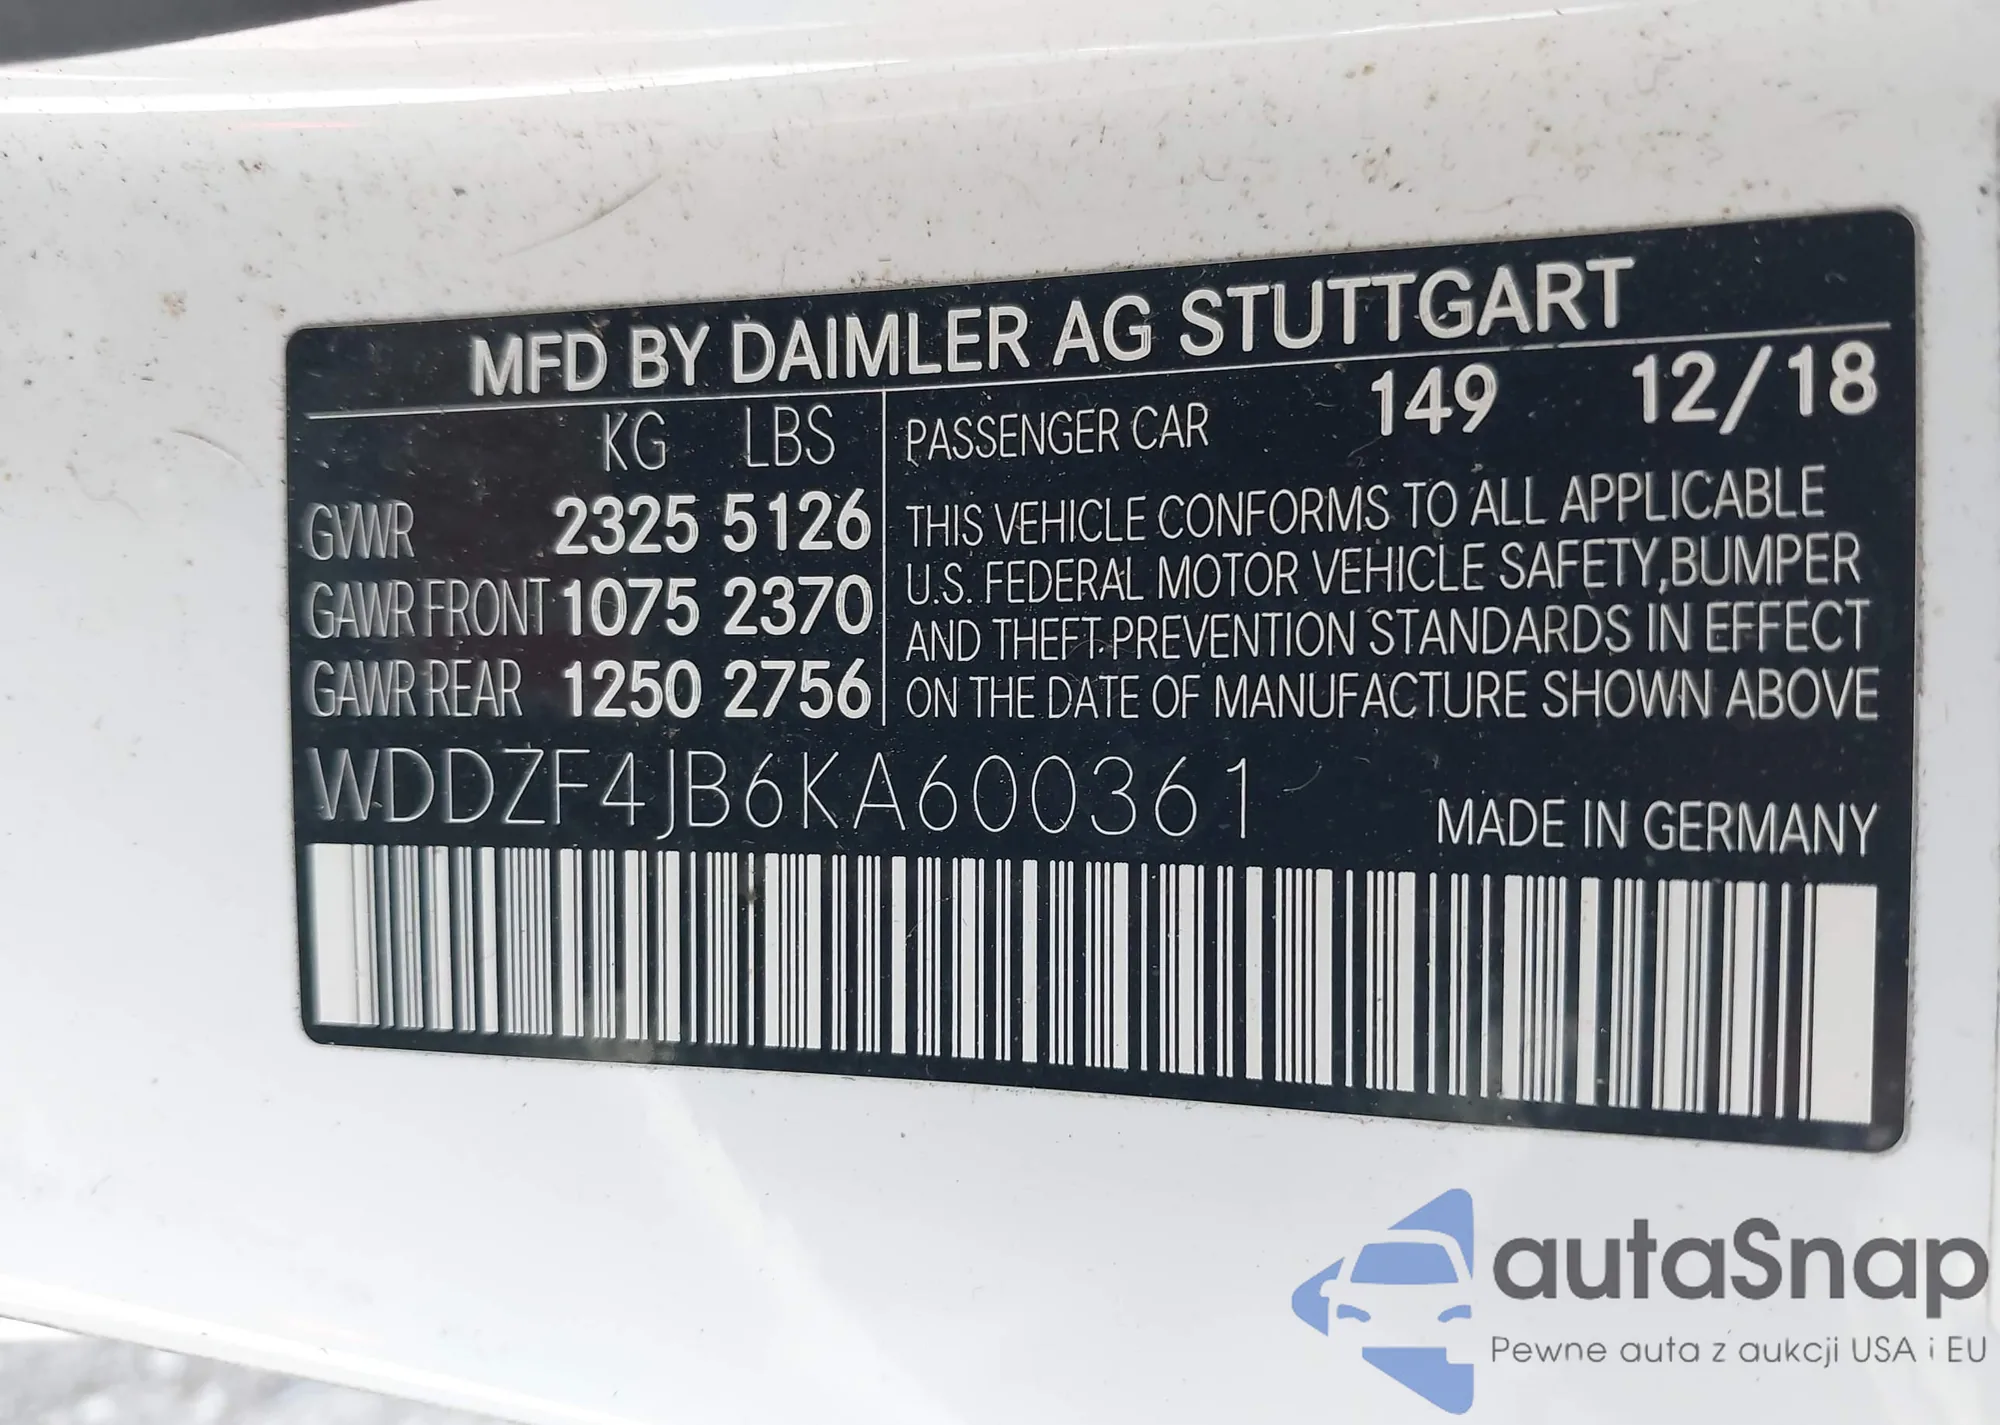 MFD BY DAIMLER AG STUTTGART
KG LBS
GVWR 2325 5126
GAWR FRONT 1075 2370
GAWR REAR 1250 2756
PASSENGER CAR 149 12/18
THIS VEHICLE CONFORMS TO ALL APPLICABLE
U.S. FEDERAL MOTOR VEHICLE SAFETY,BUMPER
AND THEFT PREVENTION STANDARDS IN EFFECT
ON THE DATE OF MANUFACTURE SHOWN ABOVE
WDDZF4JB6KA600361
MADE IN GERMANY
autaSnap
Pewne auta z aukcji USA i EU